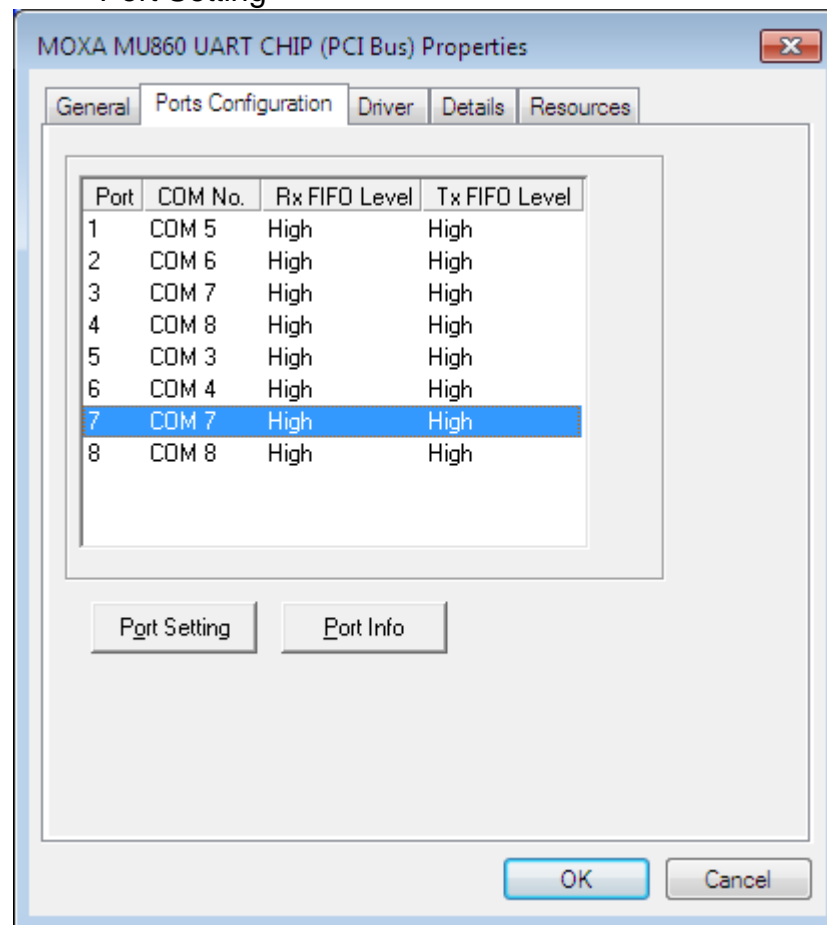 Port Setting
MOXA MU860 UART CHIP (PCI Bus) Properties
General Ports Configuration Driver Details Resources
Port COM No. Rx FIFO Level Tx FIFO Level
1 COM 5 High High
2 COM 6 High High
3 COM 7 High High
4 COM 8 High High
5 COM 3 High High
6 COM 4 High High
7 COM 7 High High
8 COM 8 High High
Port Setting Port Info
OK Cancel